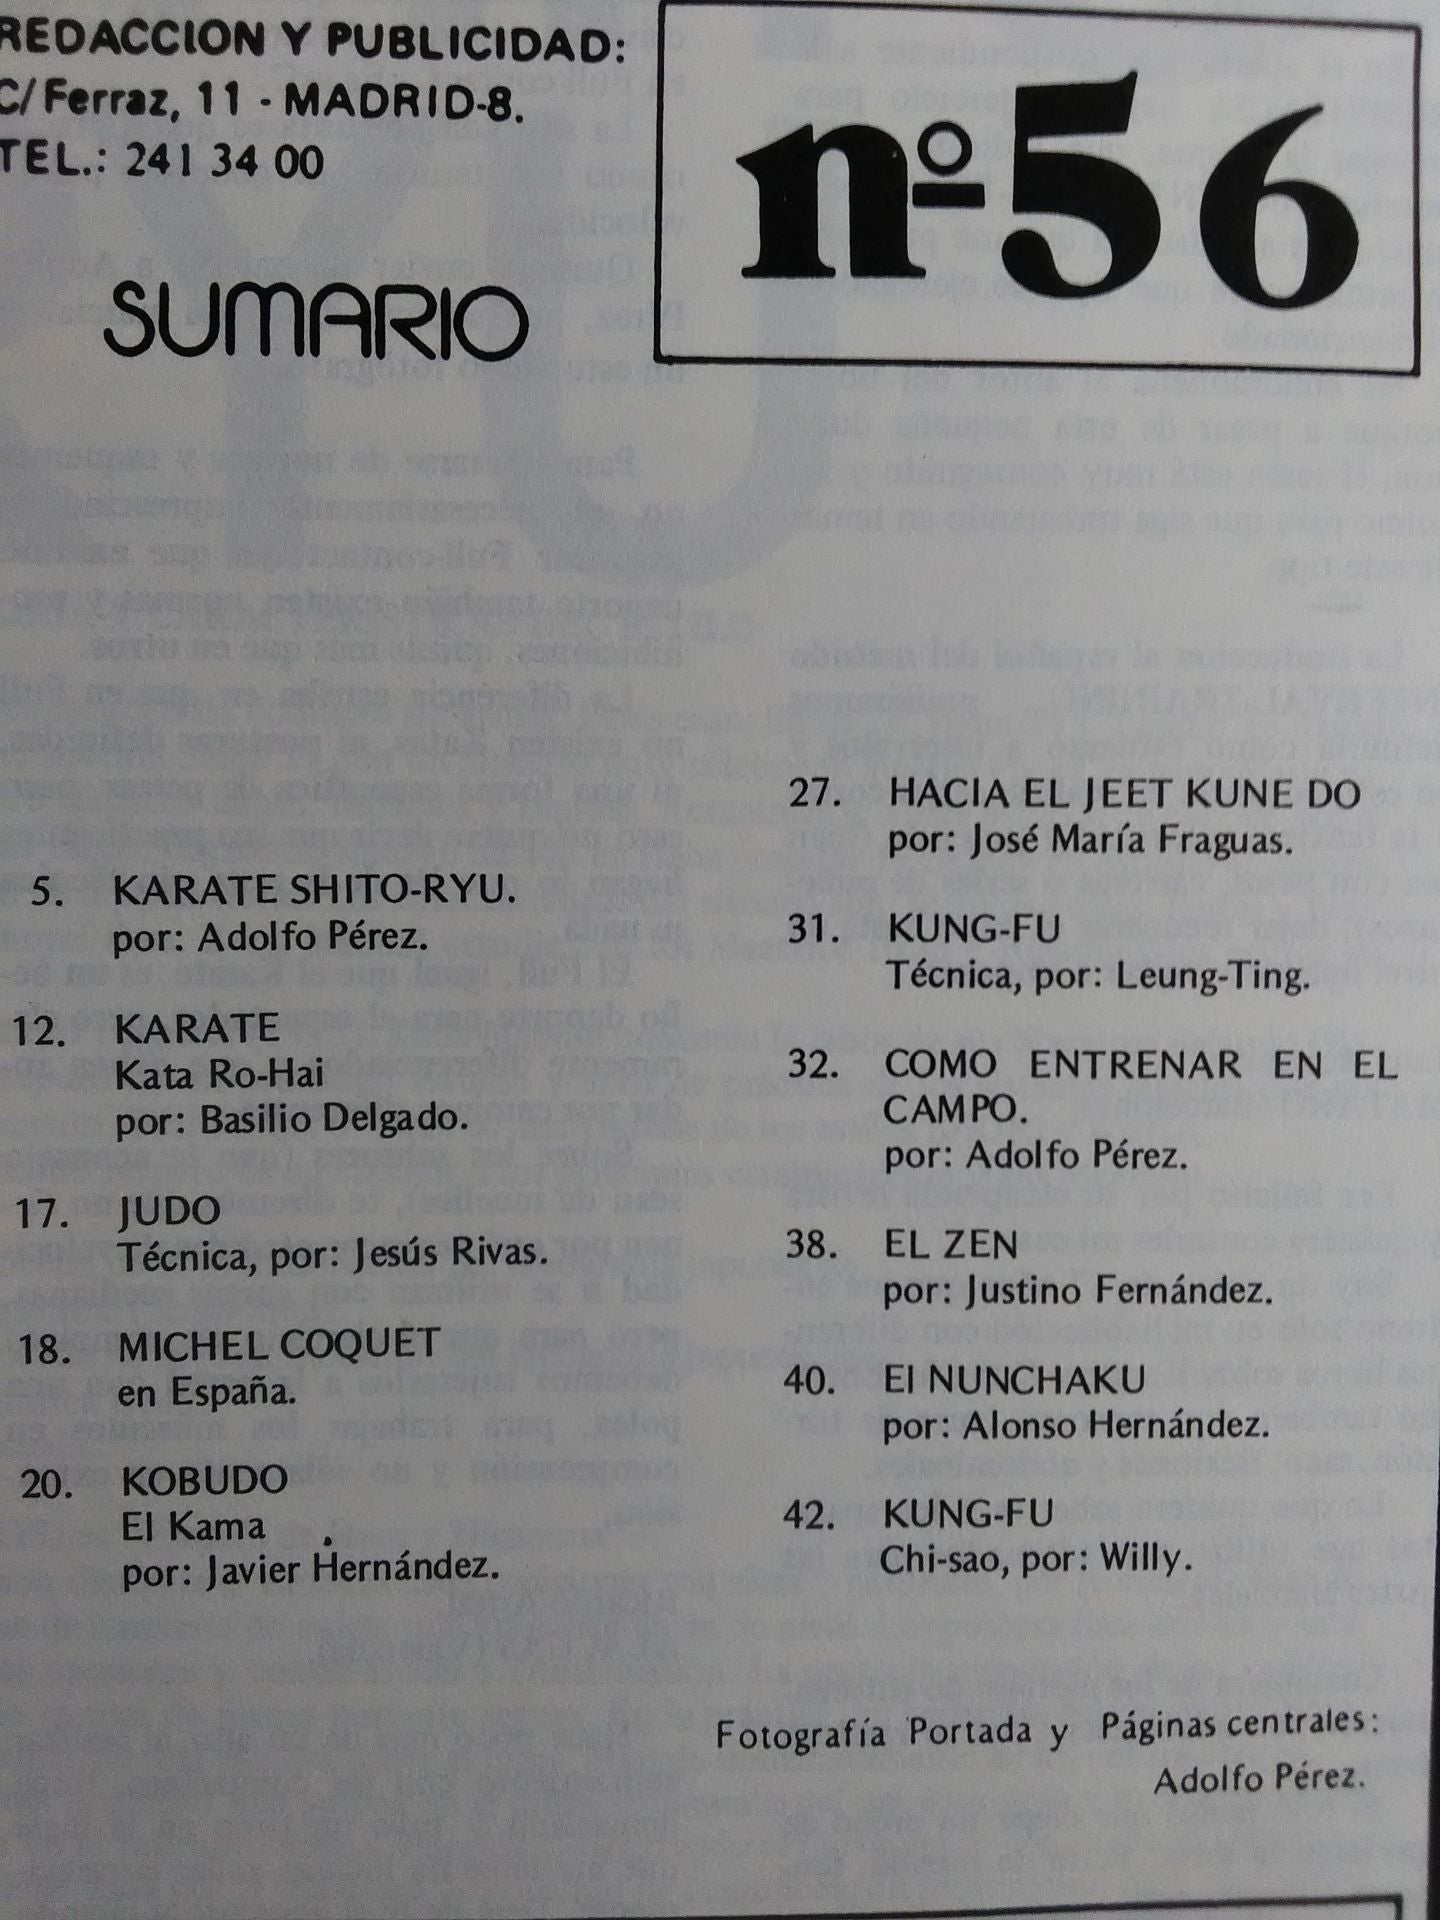 REDACCION Y PUBLICIDAD:
C/Ferraz, 11 - MADRID-8.
TEL.: 241 34 00
nº 56
SUMARIO
5. KARATE SHITO-RYU.
por: Adolfo Pérez.
12. KARATE
Kata Ro-Hai
por: Basilio Delgado.
17. JUDO
Técnica, por: Jesús Rivas.
18. MICHEL COQUET
en España.
20. KOBUDO
El Kama
por: Javier Hernández.
27. HACIA EL JEET KUNE DO
por: José María Fraguas.
31. KUNG-FU
Técnica, por: Leung-Ting.
32. COMO ENTRENAR EN EL
CAMPO.
por: Adolfo Pérez.
38. EL ZEN
por: Justino Fernández.
40. El NUNCHAKU
por: Alonso Hernández.
42. KUNG-FU
Chi-sao, por: Willy.
Fotografía Portada y Páginas centrales:
Adolfo Pérez.